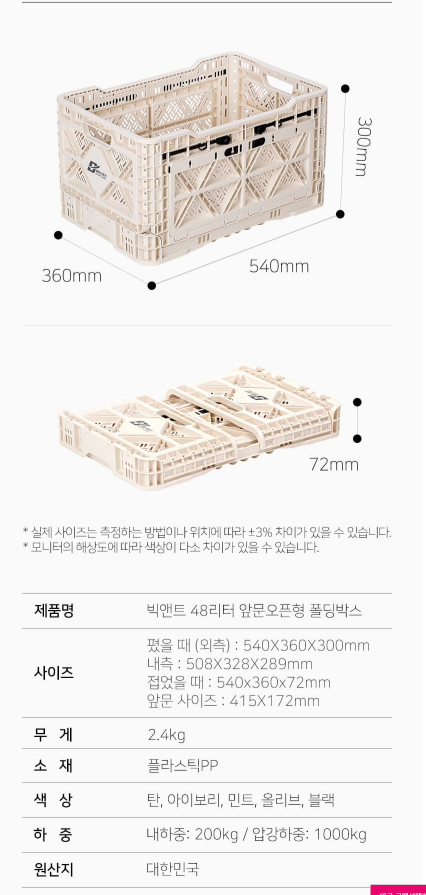 300mm
360mm
540mm
72mm
* 실제 사이즈는 측정하는 방법이나 위치에 따라 ±3% 차이가 있을 수 있습니다.
* 모니터의 해상도에 따라 색상이 다소 차이가 있을 수 있습니다.
제품명 빅앤트 48리터 앞문오픈형 폴딩박스
사이즈
폈을 때 (외측) : 540X360X300mm
내측 : 508X328X289mm
접었을 때 : 540x360x72mm
앞문 사이즈 : 415X172mm
무 게 2.4kg
소 재 플라스틱PP
색 상 탄, 아이보리, 민트, 올리브, 블랙
하 중 내하중: 200kg / 압강하중: 1000kg
원산지 대한민국